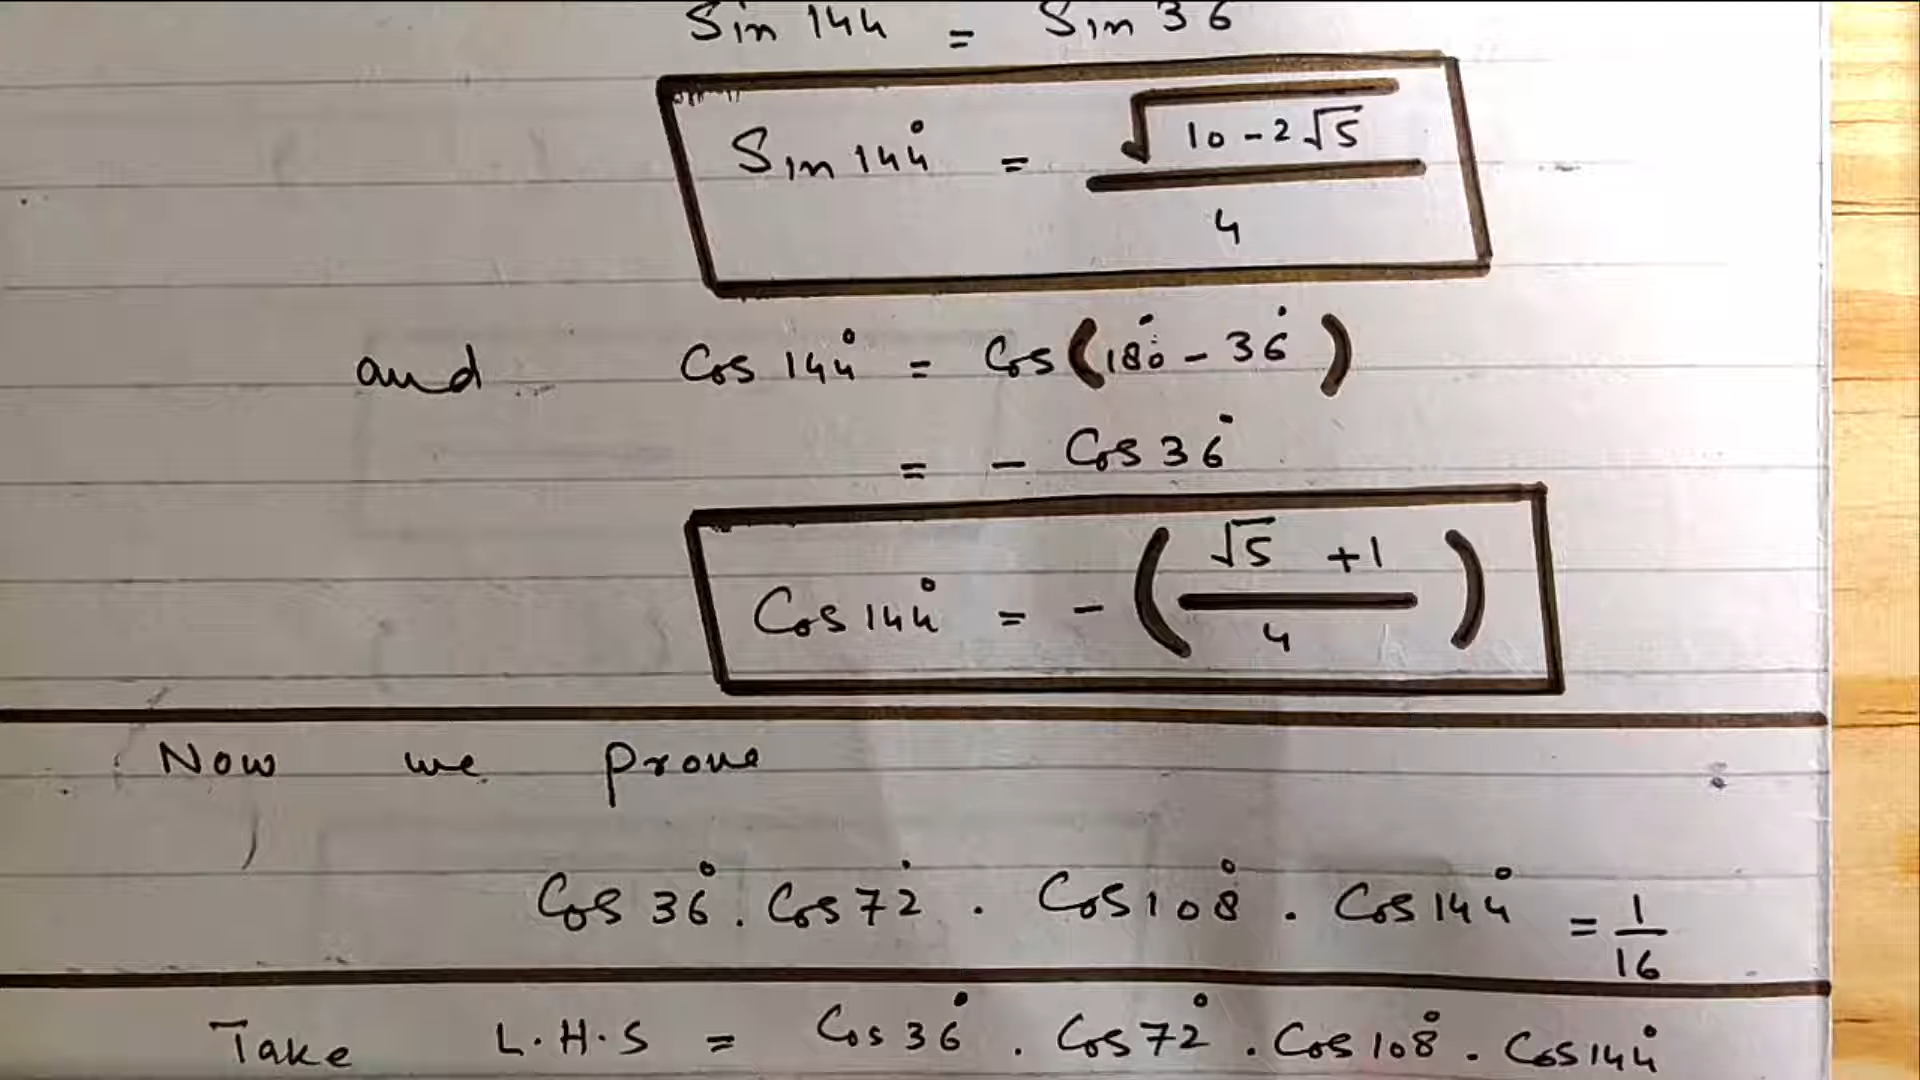 Sin 144 = Sin 36
Sin 144° = √(10-2√5) / 4
and Cos 144° = Cos (180° - 36°)
= - Cos 36°
Cos 144° = - (√5 +1 / 4)
Now we prove
Cos 36° . Cos 72° . Cos 108° . Cos 144° = 1/16
Take L.H.S = Cos 36° . Cos 72° . Cos 108° . Cos 144°